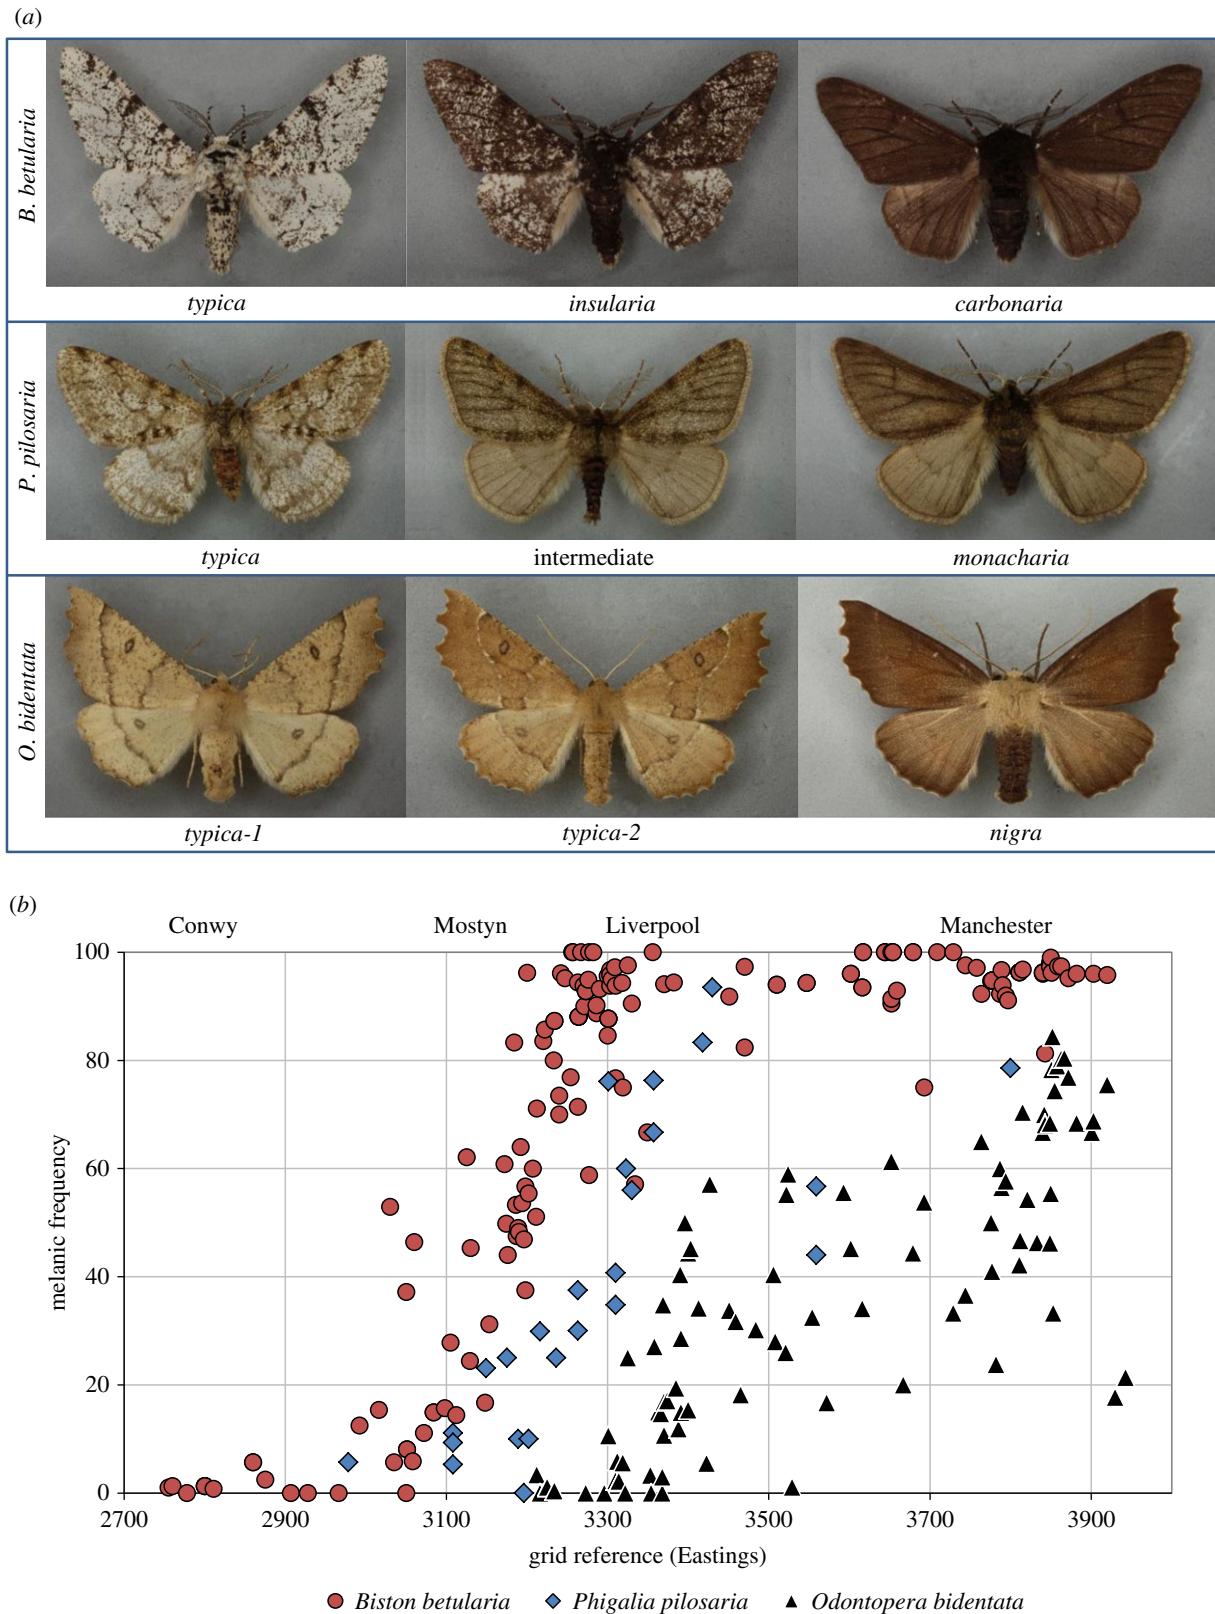 (a)
B. betularia
typica
insularia
carbonaria
P. pilosaria
typica
intermediate
monacharia
O. bidentata
typica-1
typica-2
nigra
(b)
Conwy
Mostyn
Liverpool
Manchester
100
80
60
40
20
0
melanic frequency
2700
2900
3100
3300
3500
3700
3900
grid reference (Eastings)
Biston betularia
Phigalia pilosaria
Odontopera bidentata